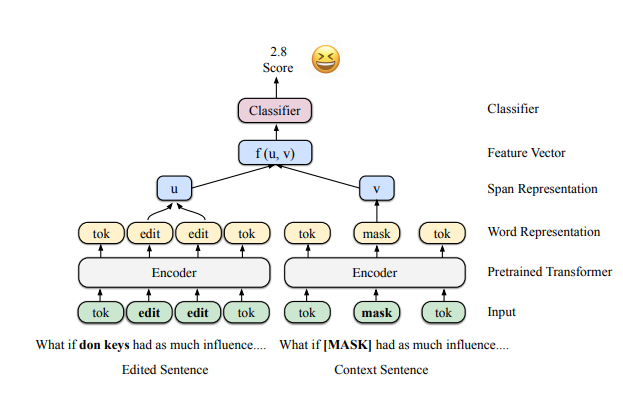 2.8
Score
Classifier Classifier
f (u, v) Feature Vector
u v Span Representation
tok edit edit tok tok mask tok Word Representation
Encoder Encoder Pretrained Transformer
tok edit edit tok tok mask tok Input
What if don keys had as much influence.... What if [MASK] had as much influence....
Edited Sentence Context Sentence